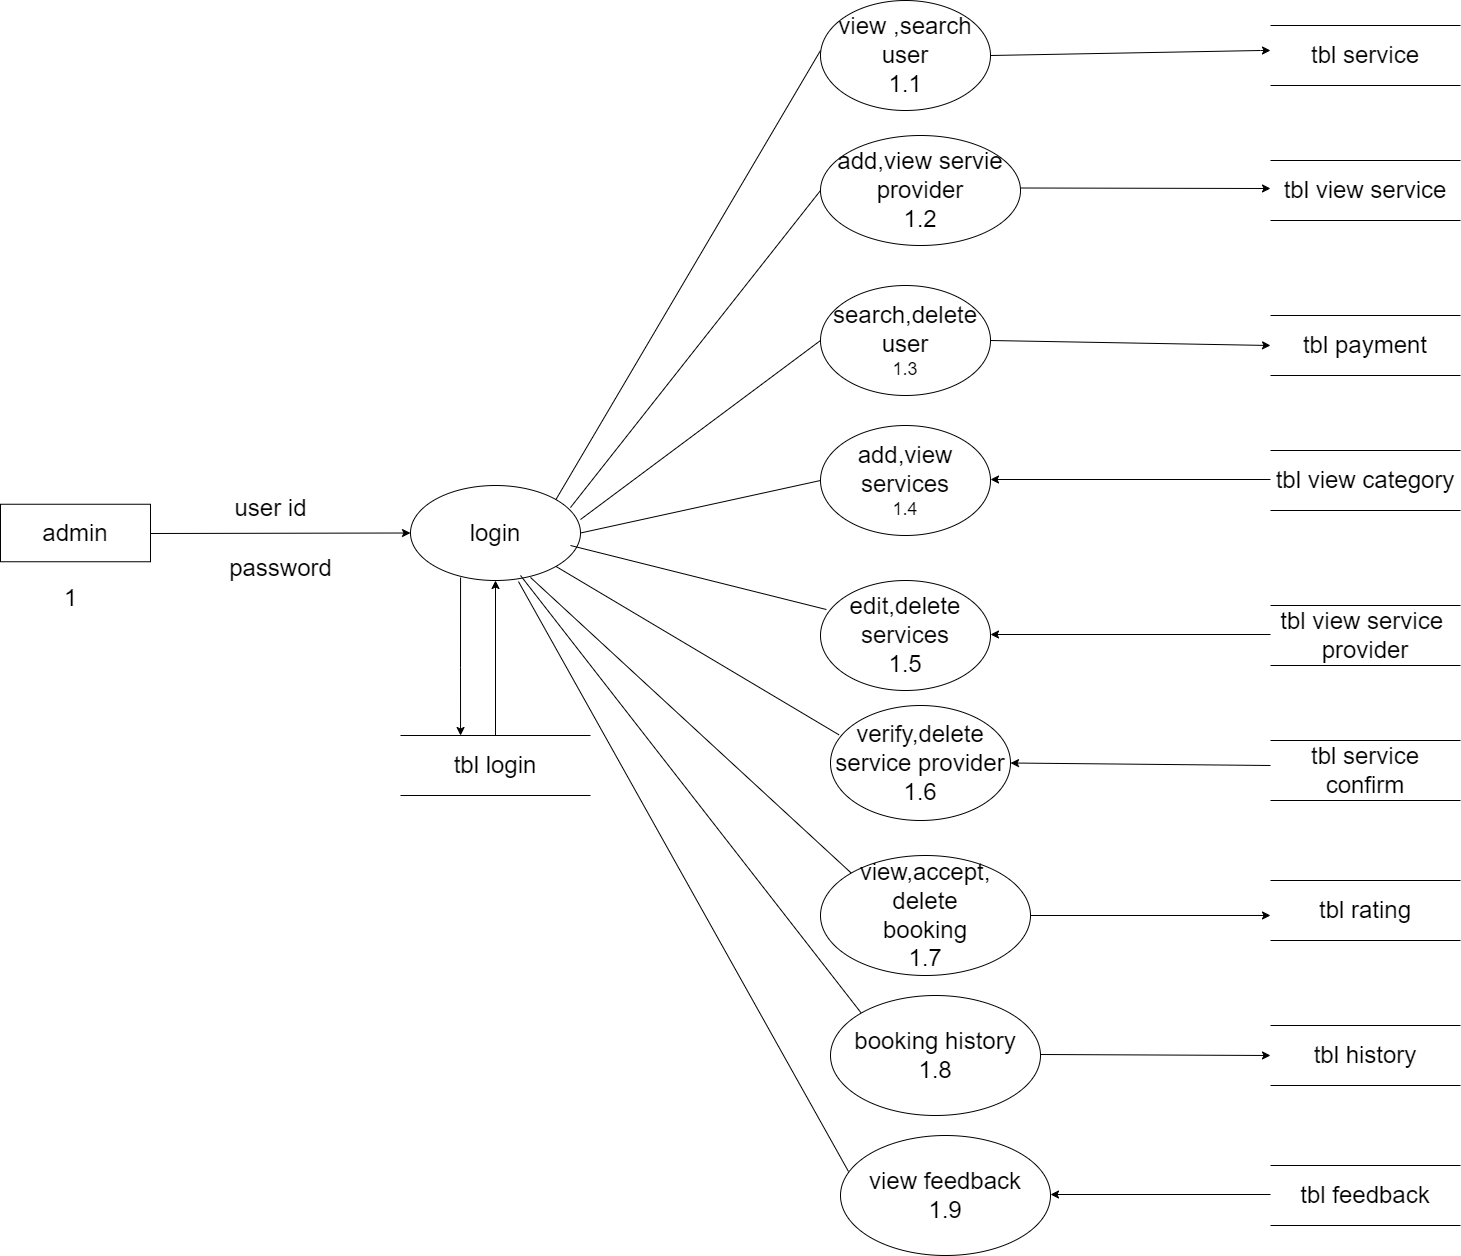 view ,search
user
1.1
tbl service
add,view servie
provider
1.2
tbl view service
search,delete
user
1.3
tbl payment
add,view
services
1.4
tbl view category
user id
admin
login
password
1
edit,delete
services
1.5
tbl view service
provider
verify,delete
service provider
1.6
tbl service
confirm
tbl login
view,accept,
delete
booking
1.7
tbl rating
booking history
1.8
tbl history
view feedback
1.9
tbl feedback